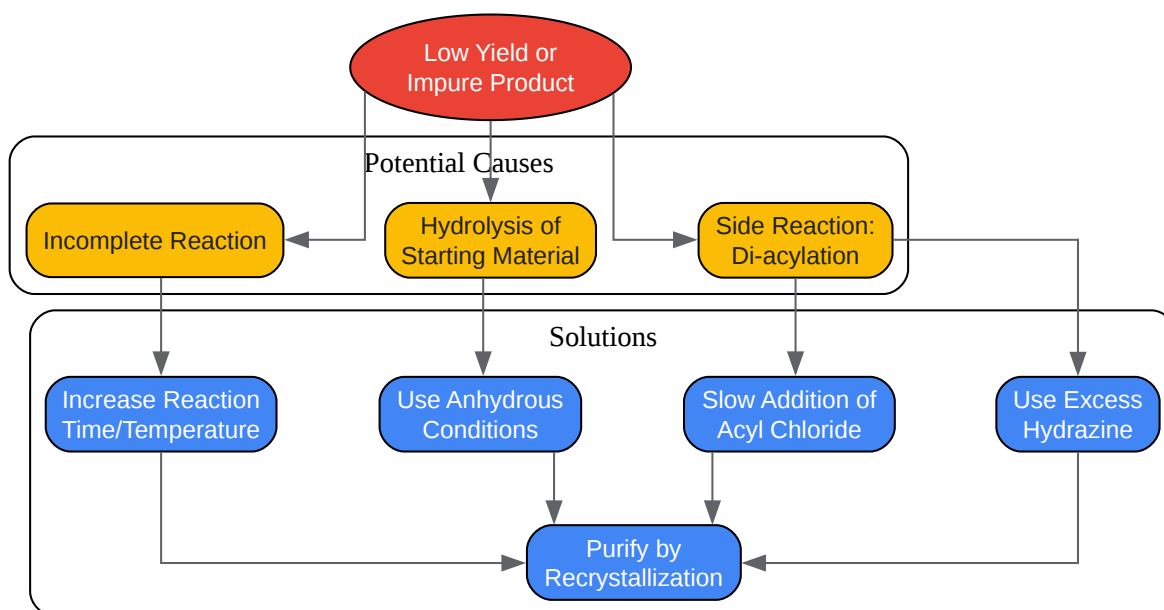 Low Yield or
Impure Product
Potential Causes
Incomplete Reaction
Hydrolysis of
Starting Material
Side Reaction:
Di-acylation
Solutions
Increase Reaction
Time/Temperature
Use Anhydrous
Conditions
Slow Addition of
Acyl Chloride
Use Excess
Hydrazine
Purify by
Recrystallization